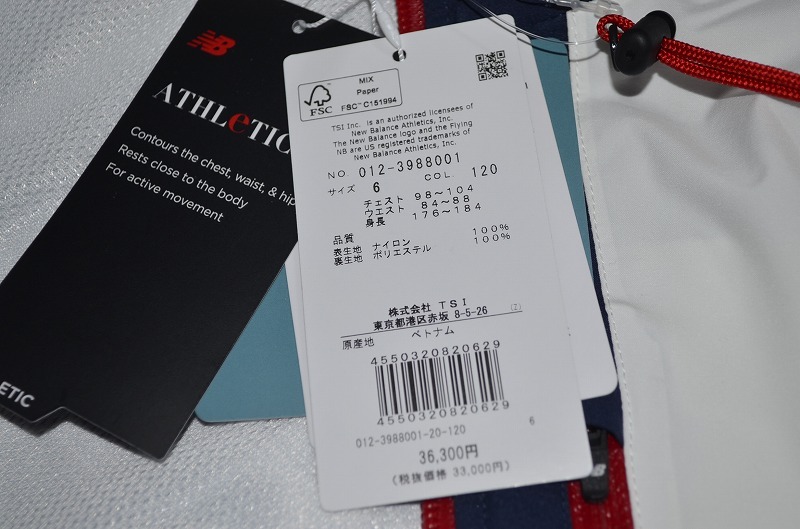 NB
ATHLeTIC
Contours the chest, waist, & hip
Rests close to the body
For active movement
ETIC
FSC
MIX
Paper
FSC™ C151994
TSI Inc. is an authorized licensees of
New Balance Athletics, Inc.
The New Balance logo and the Flying
NB are US registered trademarks of
New Balance Athletics, Inc.
NO. 012-3988001
サイズ 6 COL. 120
チェスト 98~104
ウエスト 84~88
身長 176~184
品質
表生地 ナイロン 100%
裏生地 ポリエステル 100%
株式会社 TSI
東京都港区赤坂 8-5-26 (Z)
原産地 ベトナム
4550320820629
4550320820629
012-3988001-20-120 6
36,300円
(税抜価格 33,000円)